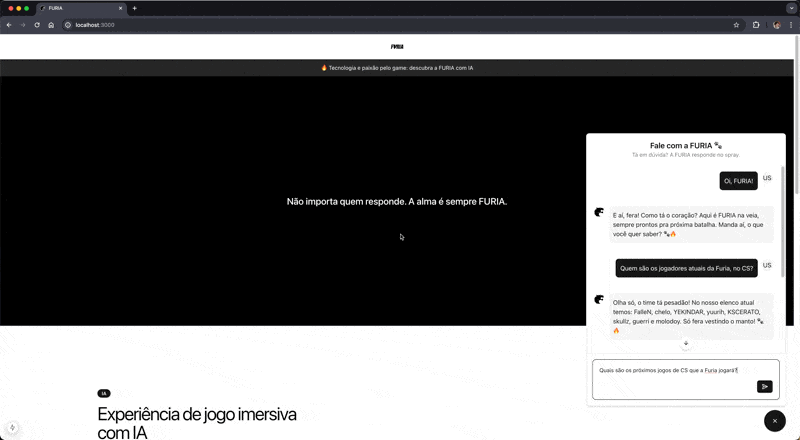 FURIA
localhost:3000
FURIA
🔥 Tecnologia e paixão pelo game: descubra a FURIA com IA
Não importa quem responde. A alma é sempre FURIA.
IA
Experiência de jogo imersiva
com IA
Fale com a FURIA 🐾
Tá em dúvida? A FURIA responde no spray.
Oi, FURIA!
US
E aí, fera! Como tá o coração? Aqui é FURIA na veia,
sempre prontos pra próxima batalha. Manda aí, o que
você quer saber? 🐾🔥
Quem são os jogadores atuais da Furia, no CS?
US
Olha só, o time tá pesadão! No nosso elenco atual
temos: FalleN, chelo, YEKINDAR, yuurih, KSCERATO,
skullz, guerri e molodoy. Só fera vestindo o manto! 🐾
🔥
Quais são os próximos jogos de CS que a Furia jogará?